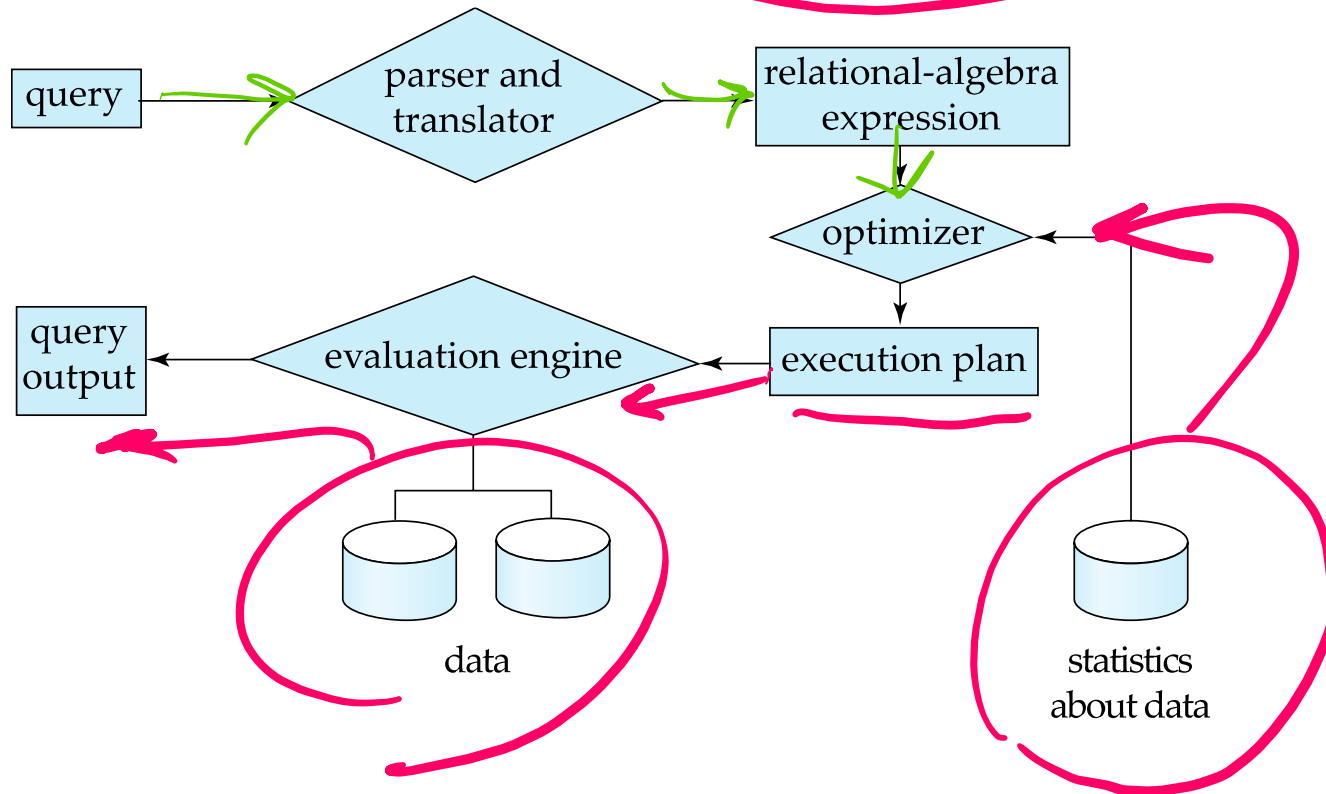 query
parser and
translator
relational-algebra
expression
optimizer
query
output
evaluation engine
execution plan
data
statistics
about data